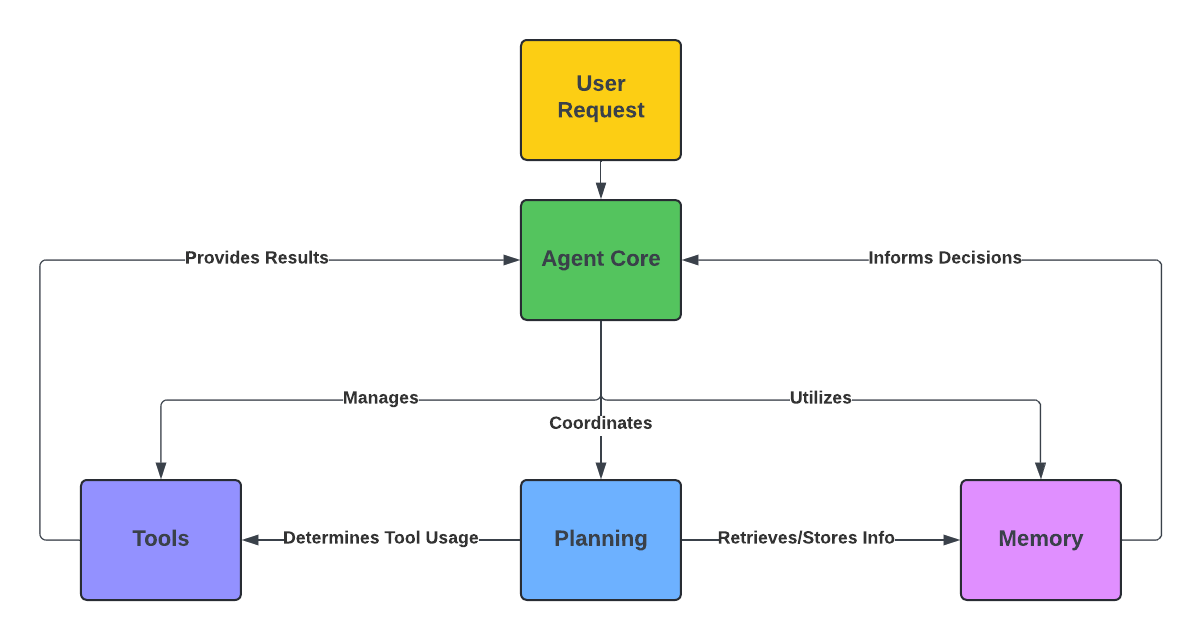 User
Request
Agent Core
Provides Results
Informs Decisions
Manages
Utilizes
Coordinates
Tools
Determines Tool Usage
Planning
Retrieves/Stores Info
Memory